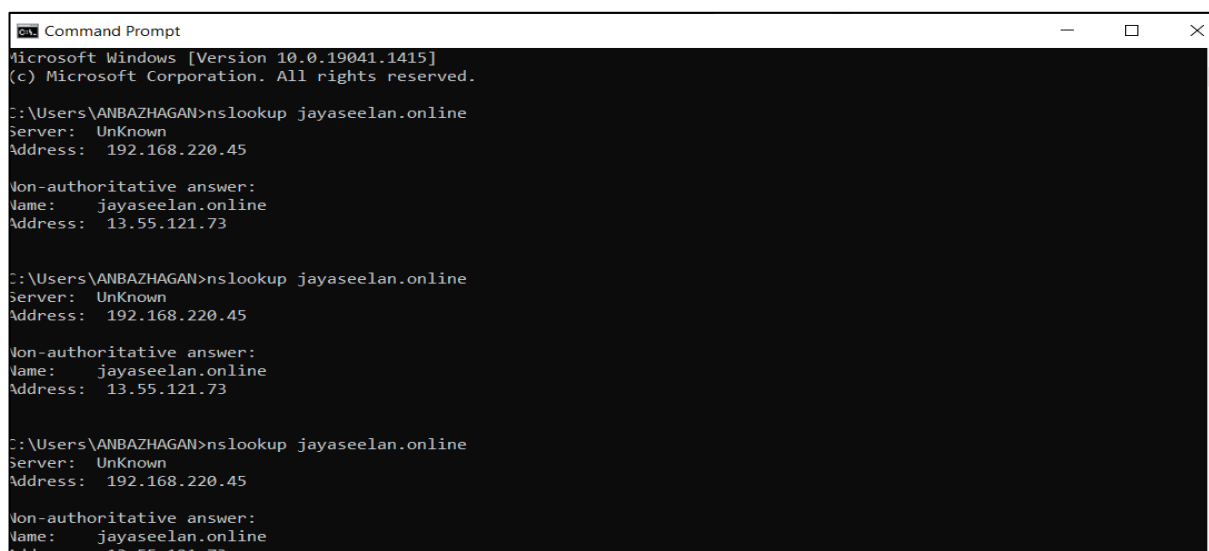 Command Prompt
Microsoft Windows [Version 10.0.19041.1415]
(c) Microsoft Corporation. All rights reserved.
C:\Users\ANBAZHAGAN>nslookup jayaseelan.online
Server:  UnKnown
Address:  192.168.220.45
Non-authoritative answer:
Name:    jayaseelan.online
Address:  13.55.121.73
C:\Users\ANBAZHAGAN>nslookup jayaseelan.online
Server:  UnKnown
Address:  192.168.220.45
Non-authoritative answer:
Name:    jayaseelan.online
Address:  13.55.121.73
C:\Users\ANBAZHAGAN>nslookup jayaseelan.online
Server:  UnKnown
Address:  192.168.220.45
Non-authoritative answer:
Name:    jayaseelan.online